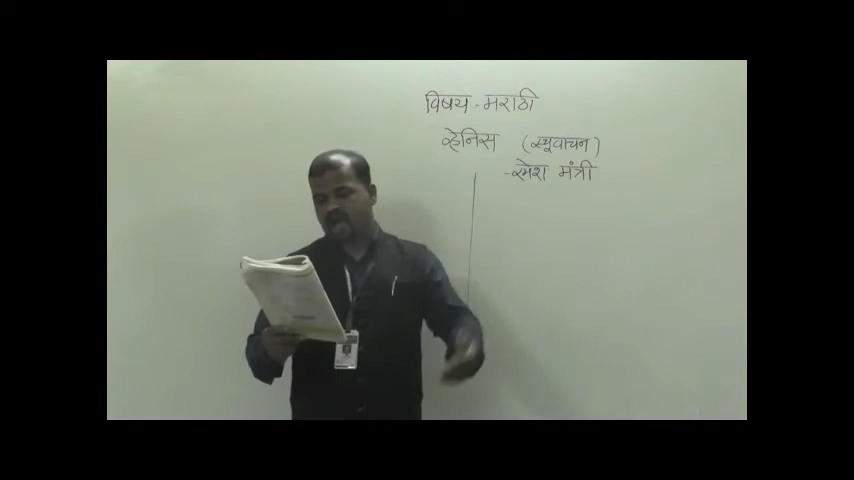 विषय - मराठी
व्हेनिस (स्थूवाचन)
- रमेश मंत्री